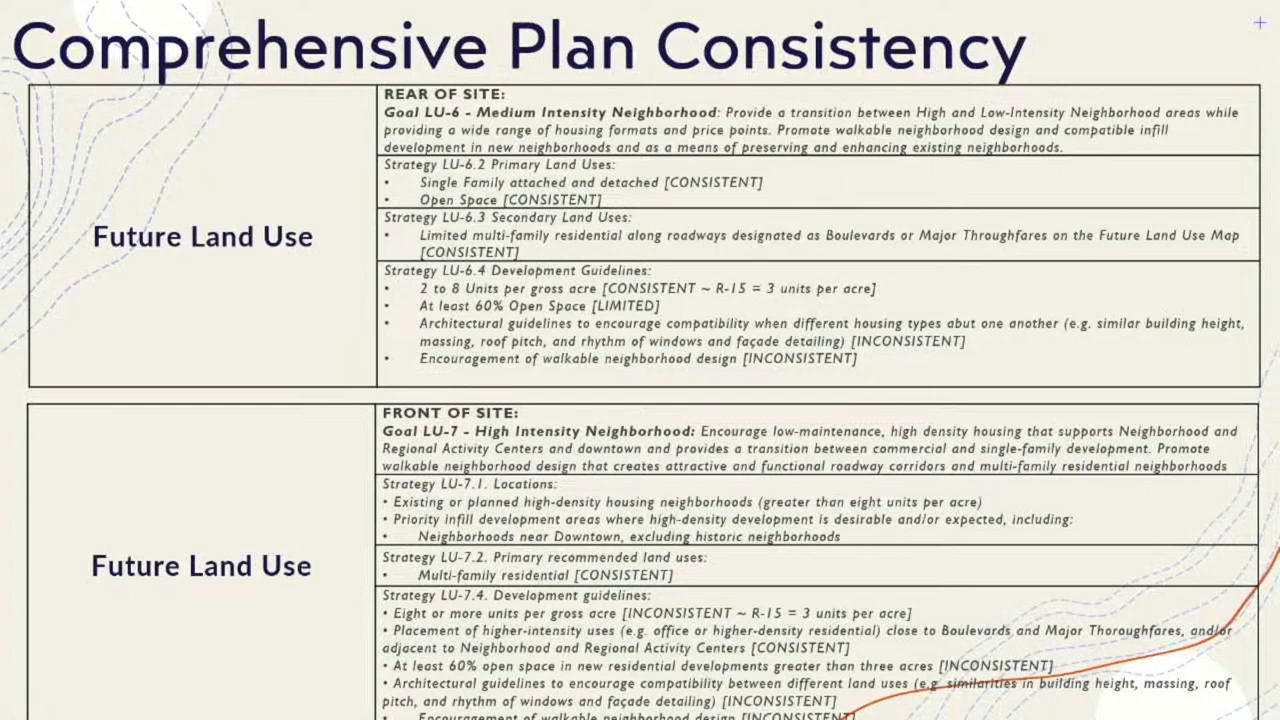 Comprehensive Plan Consistency
Future Land Use
REAR OF SITE:
Goal LU-6 - Medium Intensity Neighborhood: Provide a transition between High and Low-Intensity Neighborhood areas while
providing a wide range of housing formats and price points. Promote walkable neighborhood design and compatible infill
development in new neighborhoods and as a means of preserving and enhancing existing neighborhoods.
Strategy LU-6.2 Primary Land Uses:
• Single Family attached and detached [CONSISTENT]
• Open Space [CONSISTENT]
Strategy LU-6.3 Secondary Land Uses:
• Limited multi-family residential along roadways designated as Boulevards or Major Throughfares on the Future Land Use Map
[CONSISTENT]
Strategy LU-6.4 Development Guidelines:
• 2 to 8 Units per gross acre [CONSISTENT ~ R-15 = 3 units per acre]
• At least 60% Open Space [LIMITED]
• Architectural guidelines to encourage compatibility when different housing types abut one another (e.g. similar building height,
massing, roof pitch, and rhythm of windows and façade detailing) [INCONSISTENT]
• Encouragement of walkable neighborhood design [INCONSISTENT]
Future Land Use
FRONT OF SITE:
Goal LU-7 - High Intensity Neighborhood: Encourage low-maintenance, high density housing that supports Neighborhood and
Regional Activity Centers and downtown and provides a transition between commercial and single-family development. Promote
walkable neighborhood design that creates attractive and functional roadway corridors and multi-family residential neighborhoods
Strategy LU-7.1. Locations:
• Existing or planned high-density housing neighborhoods (greater than eight units per acre)
• Priority infill development areas where high-density development is desirable and/or expected, including:
• Neighborhoods near Downtown, excluding historic neighborhoods
Strategy LU-7.2. Primary recommended land uses:
• Multi-family residential [CONSISTENT]
Strategy LU-7.4. Development guidelines:
• Eight or more units per gross acre [INCONSISTENT ~ R-15 = 3 units per acre]
• Placement of higher-intensity uses (e.g. office or higher-density residential) close to Boulevards and Major Thoroughfares, and/or
adjacent to Neighborhood and Regional Activity Centers [CONSISTENT]
• At least 60% open space in new residential developments greater than three acres [INCONSISTENT]
• Architectural guidelines to encourage compatibility between different land uses (e.g. similarities in building height, massing, roof
pitch, and rhythm of windows and façade detailing) [INCONSISTENT]
• Encouragement of walkable neighborhood design [INCONSISTENT]